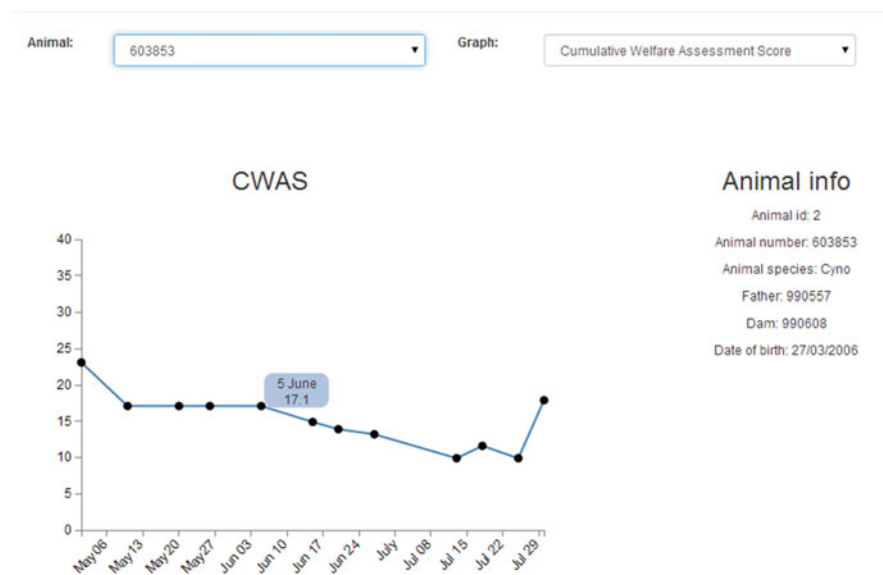 Animal: 603853 Graph: Cumulative Welfare Assessment Score
CWAS
40
35
30
25
20
15
10
5
0
5 June
17.1
May 06 May 13 May 20 May 27 Jun 03 Jun 10 Jun 17 Jun 24 July Jul 08 Jul 15 Jul 22 Jul 29
Animal info
Animal id: 2
Animal number: 603853
Animal species: Cyno
Father: 990557
Dam: 990608
Date of birth: 27/03/2006